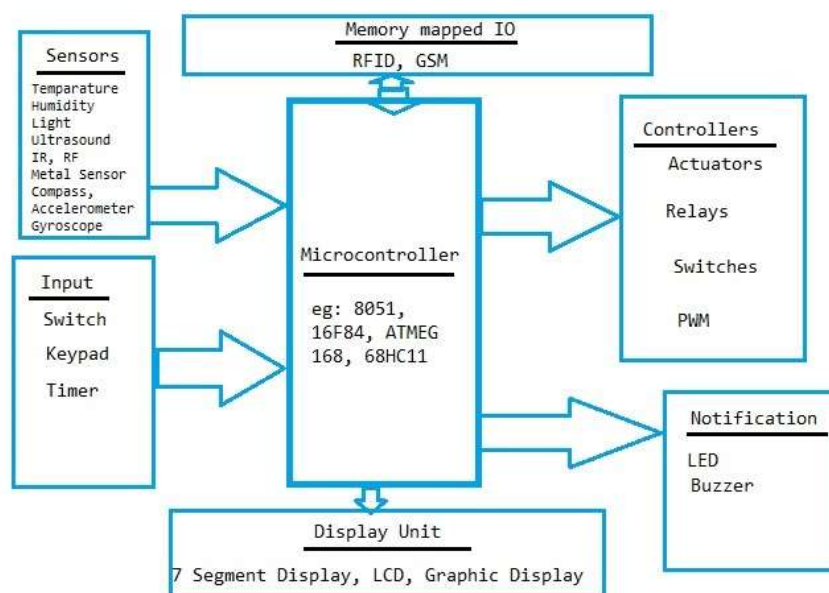 Memory mapped IO
RFID, GSM
Sensors
Temparature
Humidity
Light
Ultrasound
IR, RF
Metal Sensor
Compass,
Accelerometer
Gyroscope
Input
Switch
Keypad
Timer
Microcontroller
eg: 8051,
16F84, ATMEG
168, 68HC11
Controllers
Actuators
Relays
Switches
PWM
Notification
LED
Buzzer
Display Unit
7 Segment Display, LCD, Graphic Display